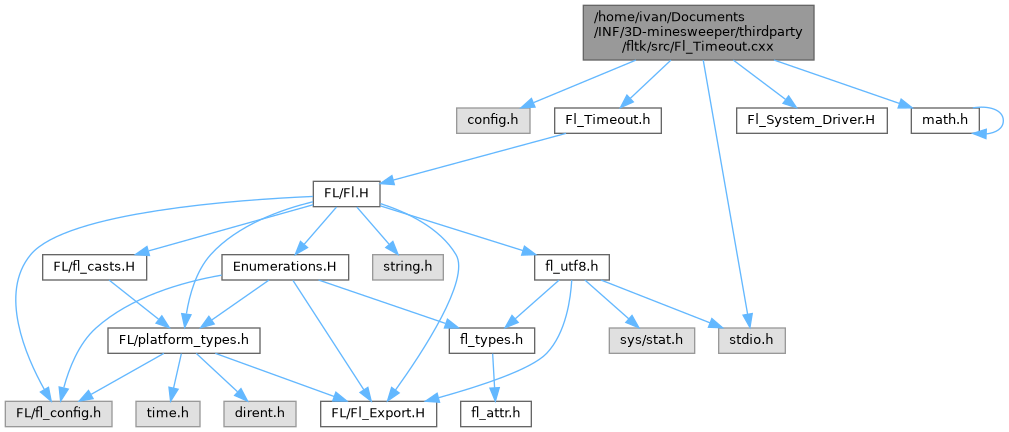 /home/ivan/Documents
/INF/3D-minesweeper/thirdparty
/fltk/src/Fl_Timeout.cxx
config.h
Fl_Timeout.h
Fl_System_Driver.H
math.h
FL/Fl.H
FL/fl_casts.H
Enumerations.H
string.h
fl_utf8.h
FL/platform_types.h
fl_types.h
sys/stat.h
stdio.h
FL/fl_config.h
time.h
dirent.h
FL/Fl_Export.H
fl_attr.h